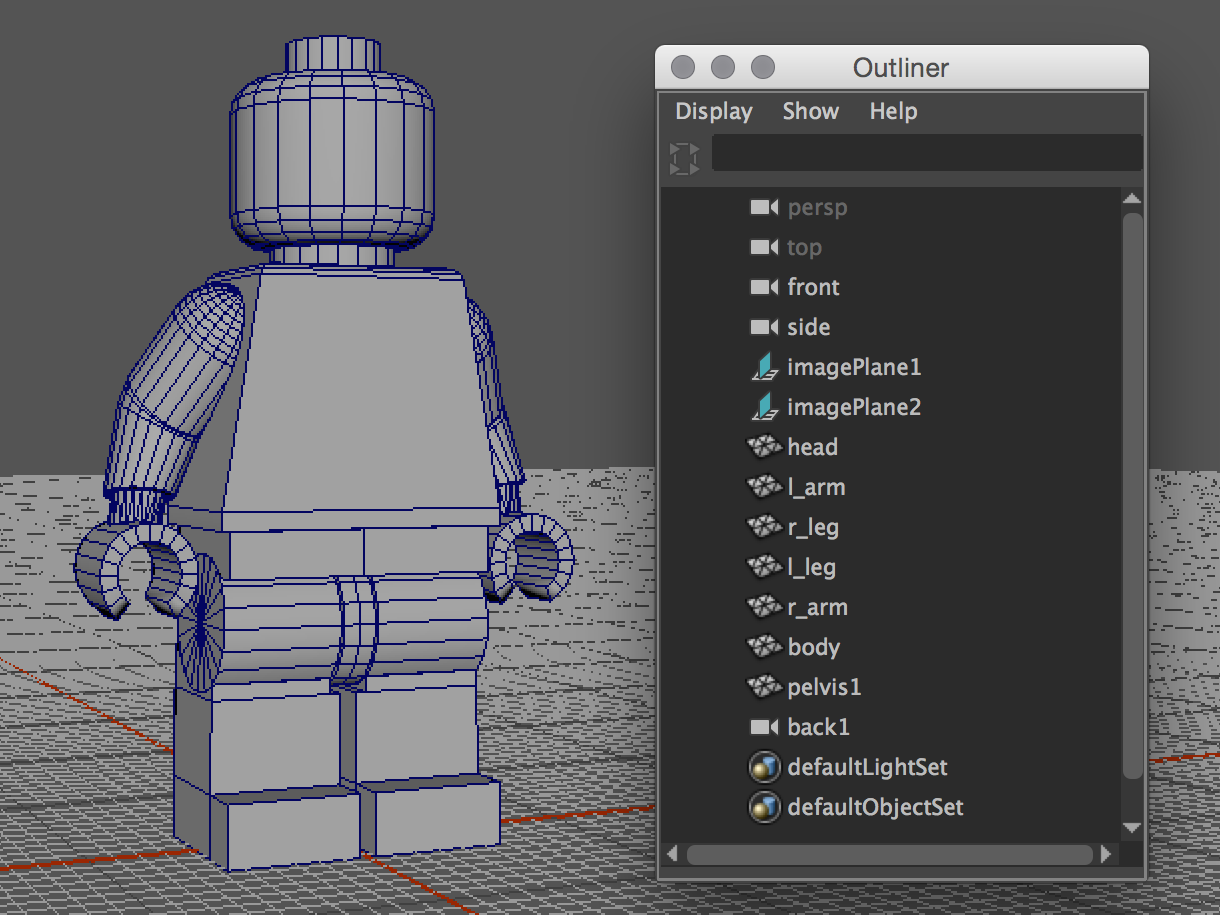 Outliner
Display Show Help
persp
top
front
side
imagePlane1
imagePlane2
head
l_arm
r_leg
l_leg
r_arm
body
pelvis1
back1
defaultLightSet
defaultObjectSet